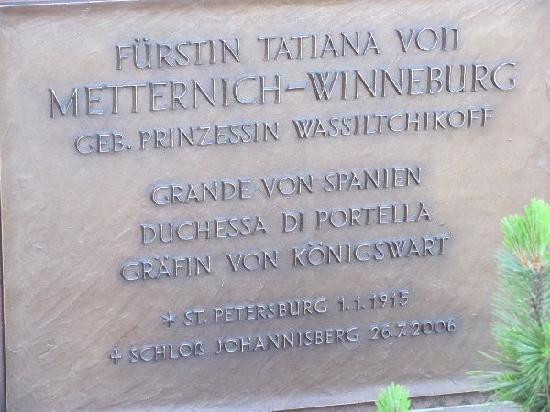 FÜRSTIN TATIANA VON
METTERNICH-WINNEBURG
GEB. PRINZESSIN WASSILTCHIKOFF
GRANDE VON SPANIEN
DUCHESSA DI PORTELLA
GRÄFIN VON KÖNIGSWART
* ST. PETERSBURG 1.1.1915
+ SCHLOß JOHANNISBERG 26.7.2006